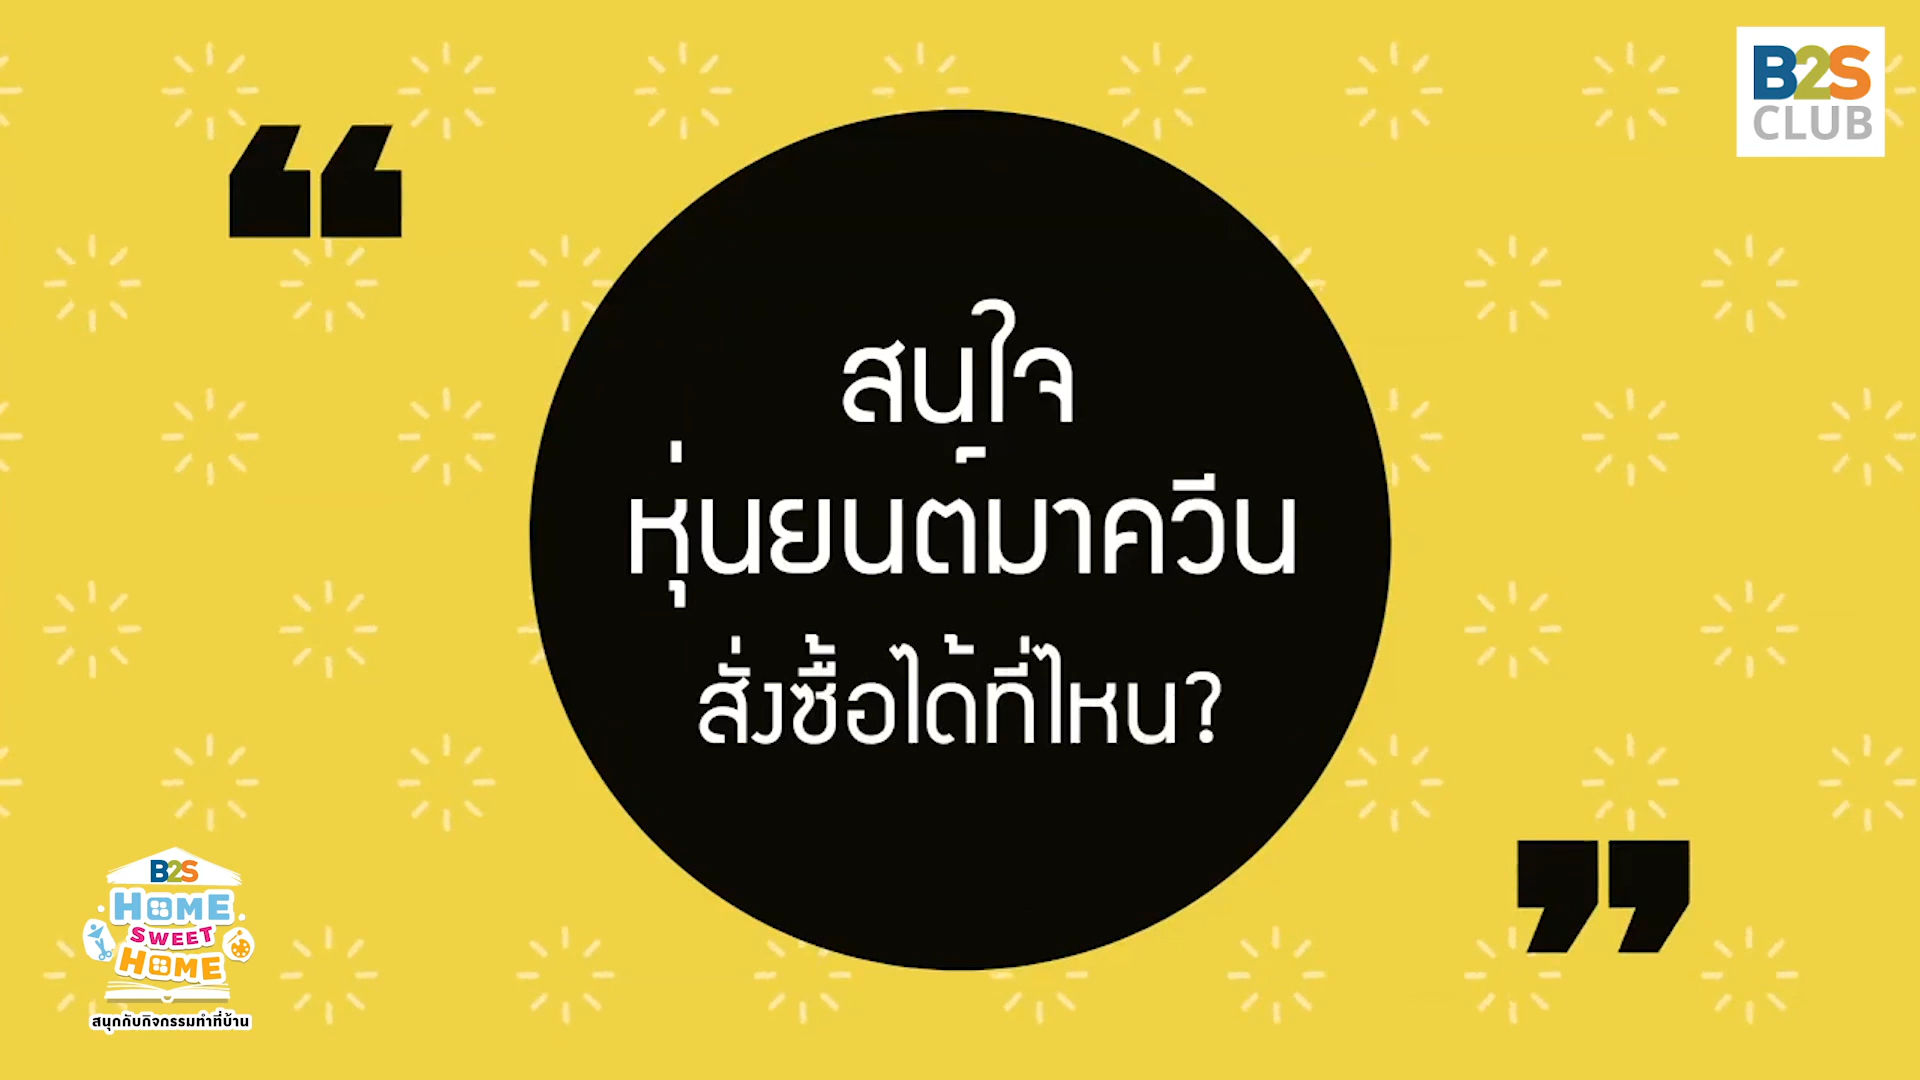 B2S
CLUB
สนใจ
หุ่นยนต์มาควีน
สั่งซื้อได้ที่ไหน?
B2S
HOME
SWEET
HOME
สนุกกับกิจกรรมทำที่บ้าน